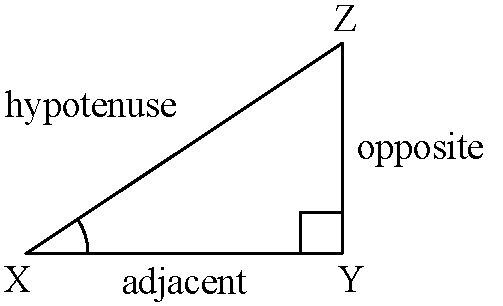 Z
hypotenuse
opposite
X
adjacent
Y